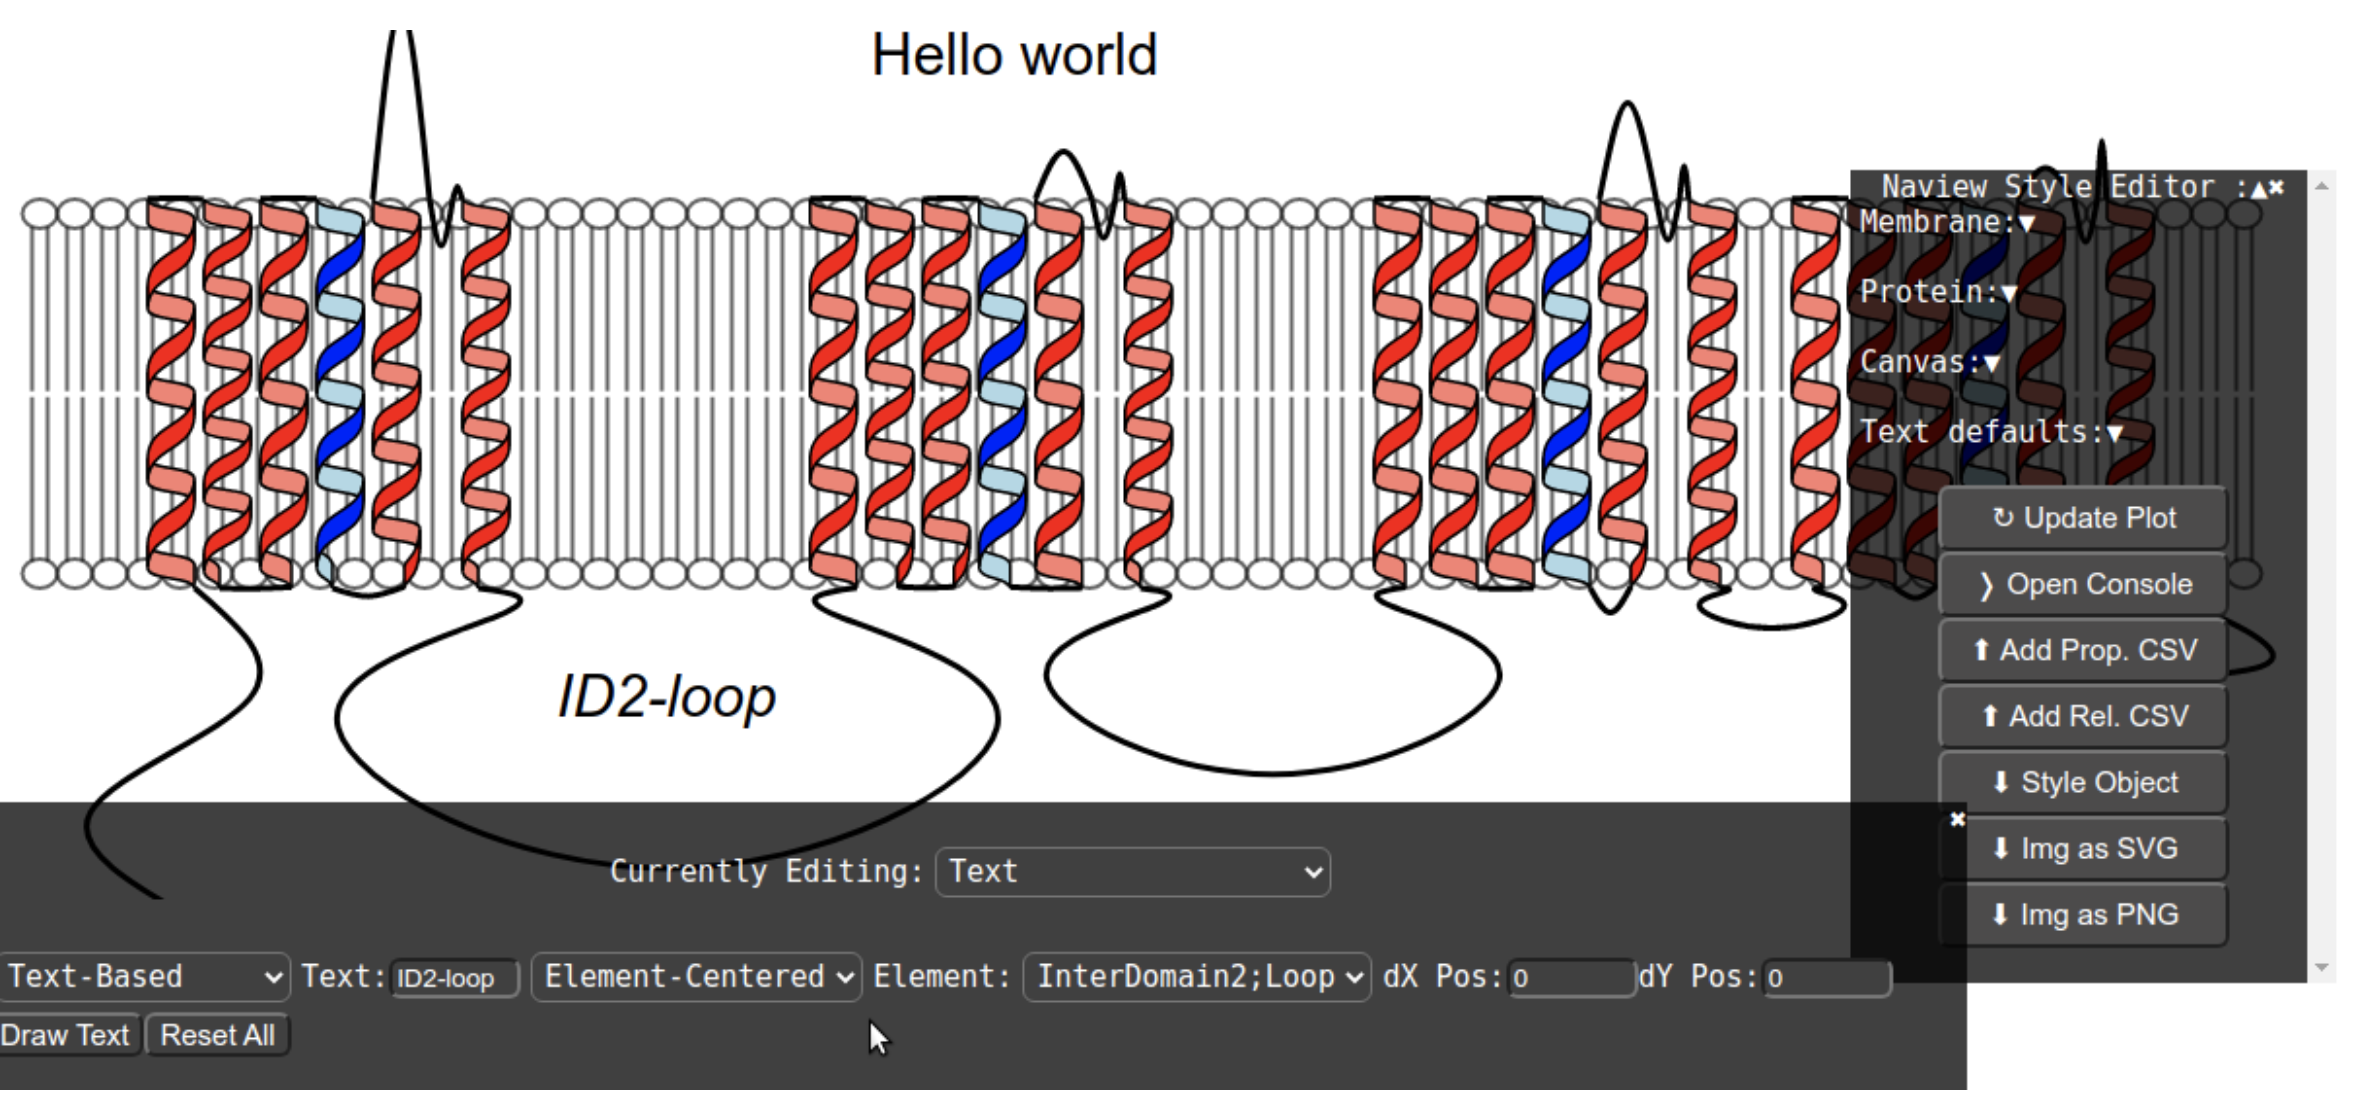 Hello world
Naview Style Editor :▲✖
Membrane:▼
Protein:▼
Canvas:▼
Text defaults:▼
↻ Update Plot
❭ Open Console
⬆ Add Prop. CSV
⬆ Add Rel. CSV
⬇ Style Object
⬇ Img as SVG
⬇ Img as PNG
ID2-loop
✖
Currently Editing: Text
Text-Based Text: ID2-loop Element-Centered Element: InterDomain2;Loop dX Pos: 0 dY Pos: 0
Draw Text Reset All